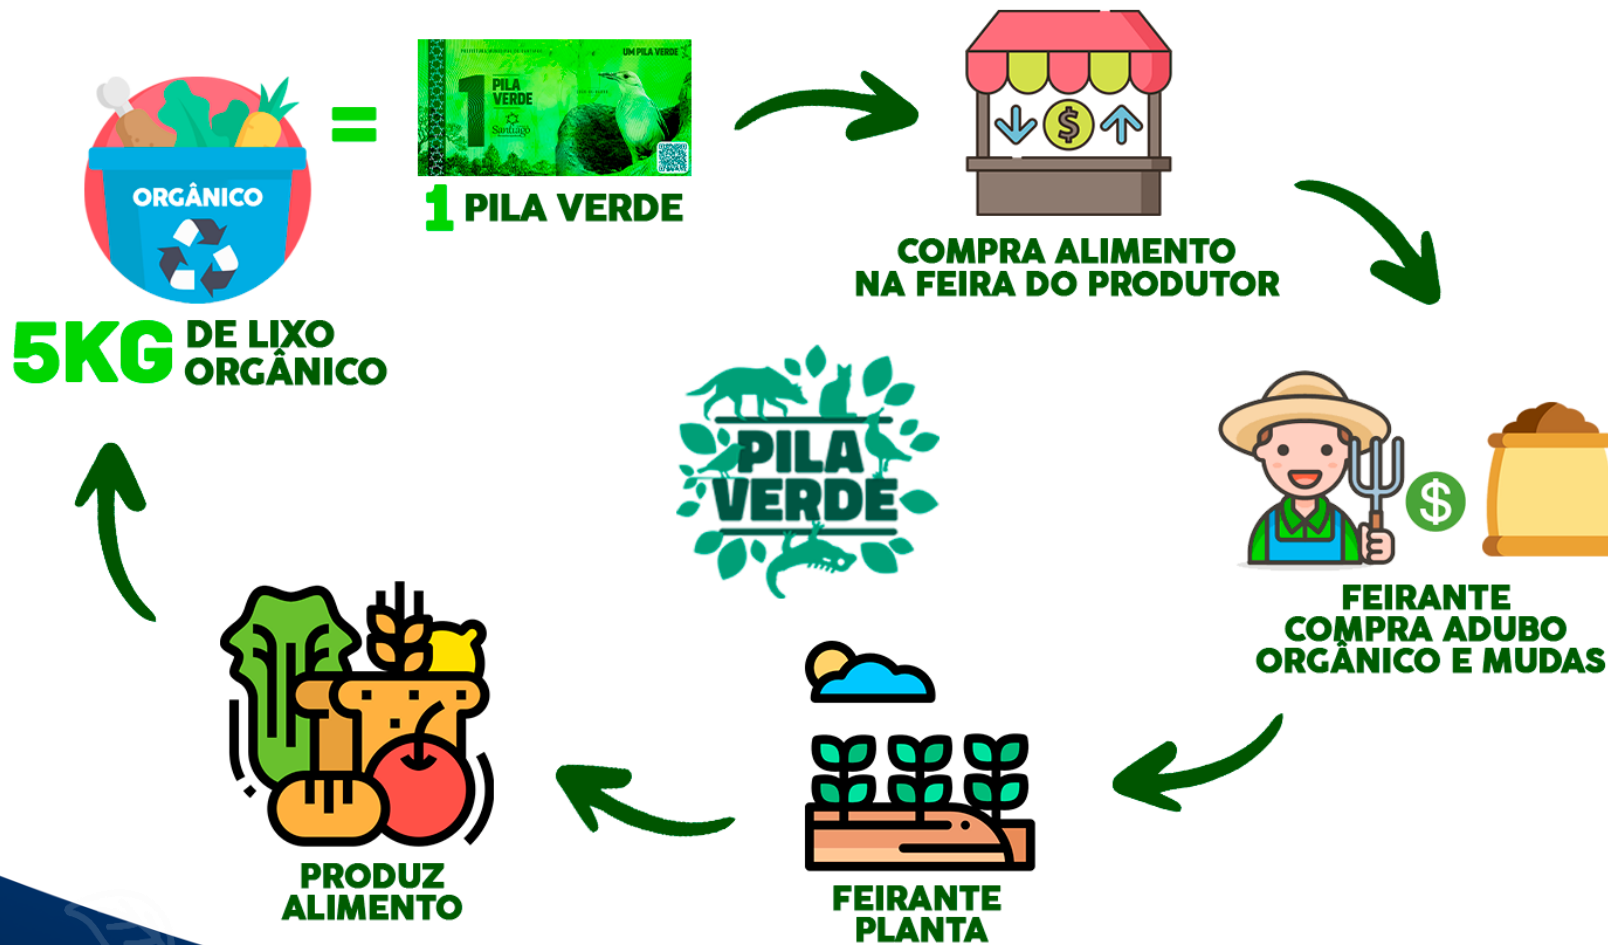 ORGÂNICO
5KG DE LIXO
ORGÂNICO
=
UM PILA VERDE
1
PILA
VERDE
Santiago
1 PILA VERDE
$
COMPRA ALIMENTO
NA FEIRA DO PRODUTOR
$
FEIRANTE
COMPRA ADUBO
ORGÂNICO E MUDAS
FEIRANTE
PLANTA
PRODUZ
ALIMENTO
PILA
VERDE